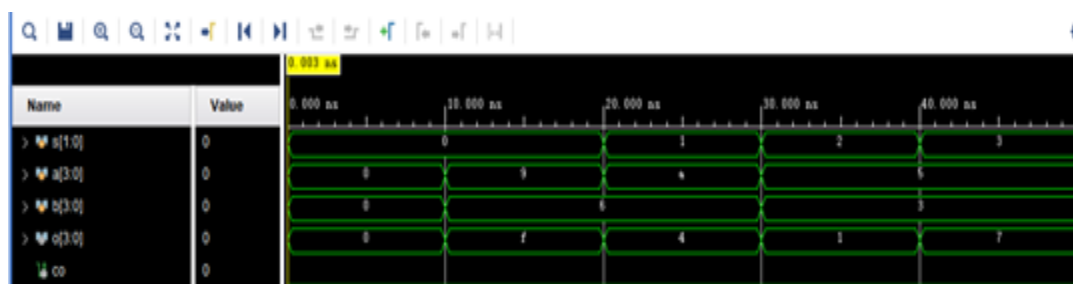 0.003 ns
Name Value 0.000 ns 10.000 ns 20.000 ns 30.000 ns 40.000 ns
s[1:0] 0 0 1 2 3
a[3:0] 0 0 9 a 5
b[3:0] 0 0 6 3
o[3:0] 0 0 f 4 1 7
co 0